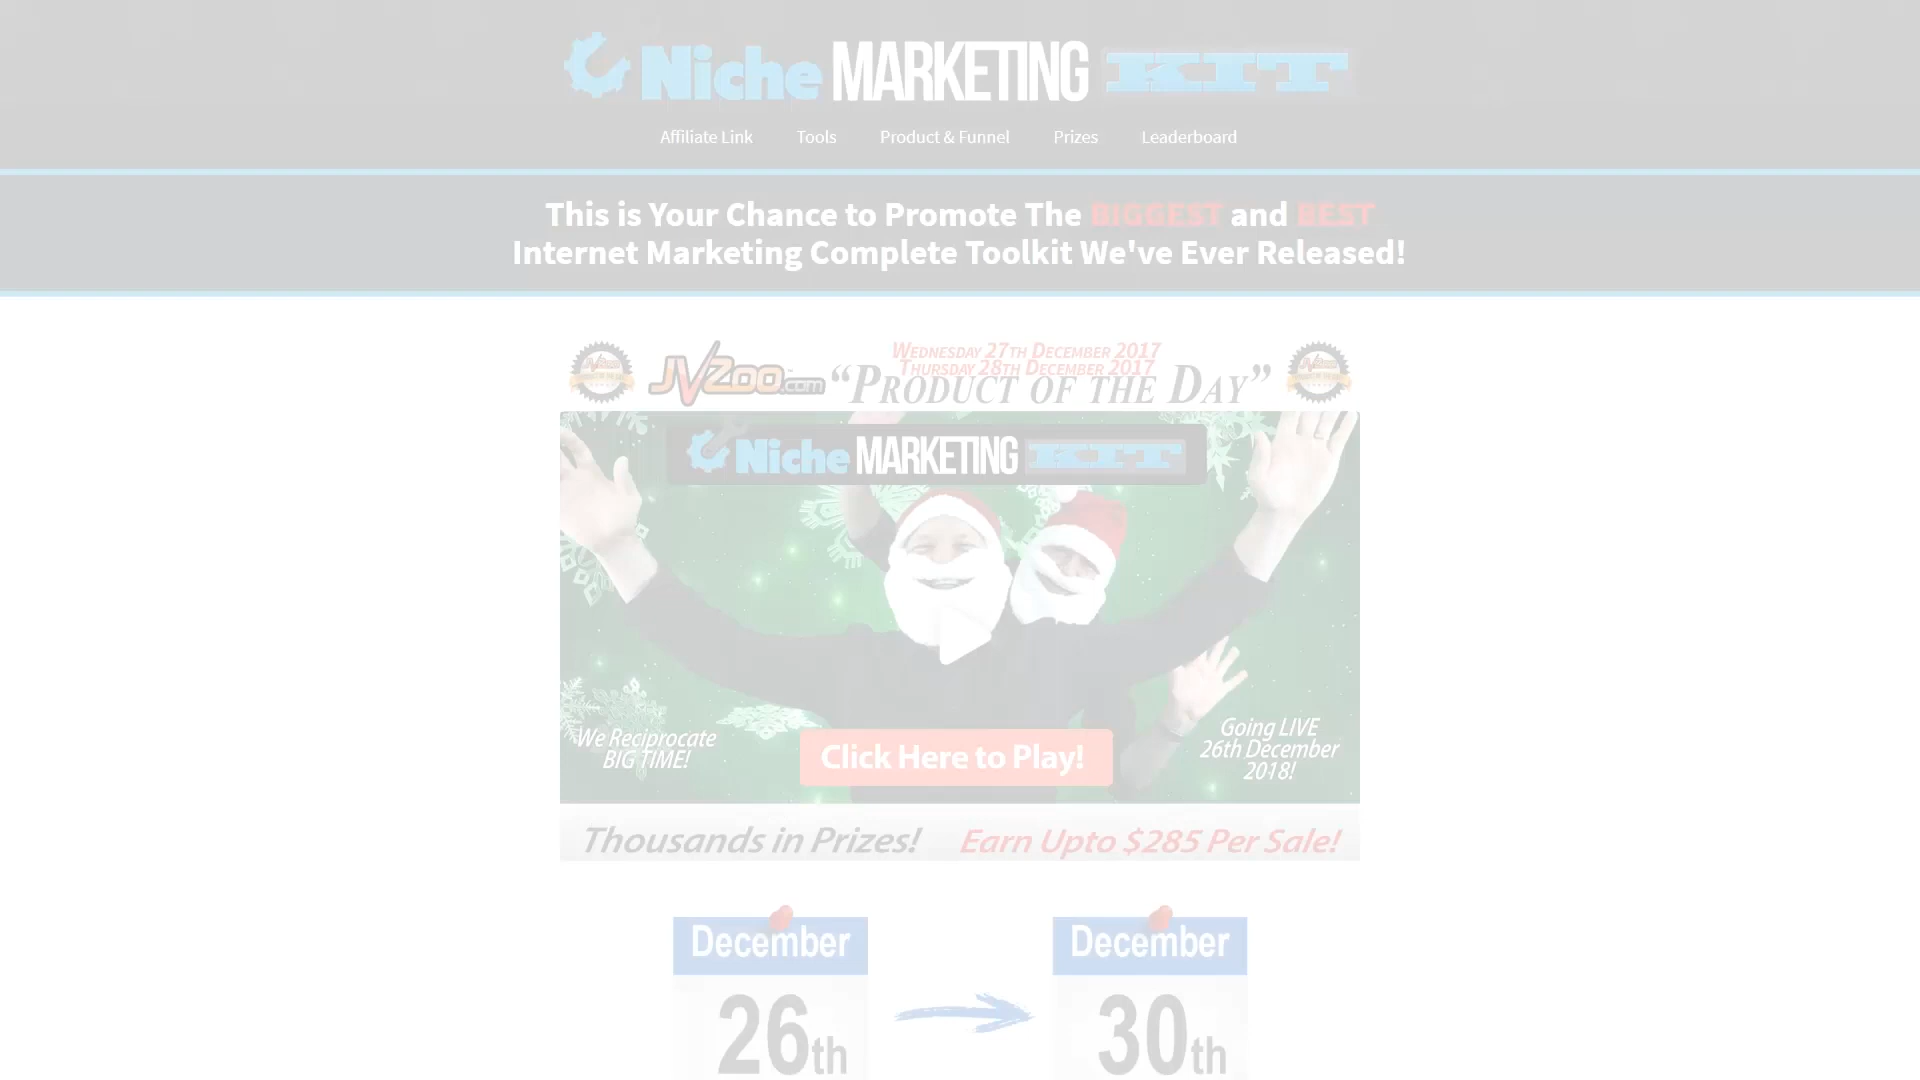 Niche MARKETING KIT
Affiliate Link Tools Product & Funnel Prizes Leaderboard
This is Your Chance to Promote The BIGGEST and BEST
Internet Marketing Complete Toolkit We've Ever Released!
Wednesday 27th December 2017
Thursday 28th December 2017
JVZoo.com “Product of the Day”
Niche MARKETING KIT
We Reciprocate
BIG TIME!
Click Here to Play!
Going LIVE
26th December
2018!
Thousands in Prizes! Earn Upto $285 Per Sale!
December December
26th 30th